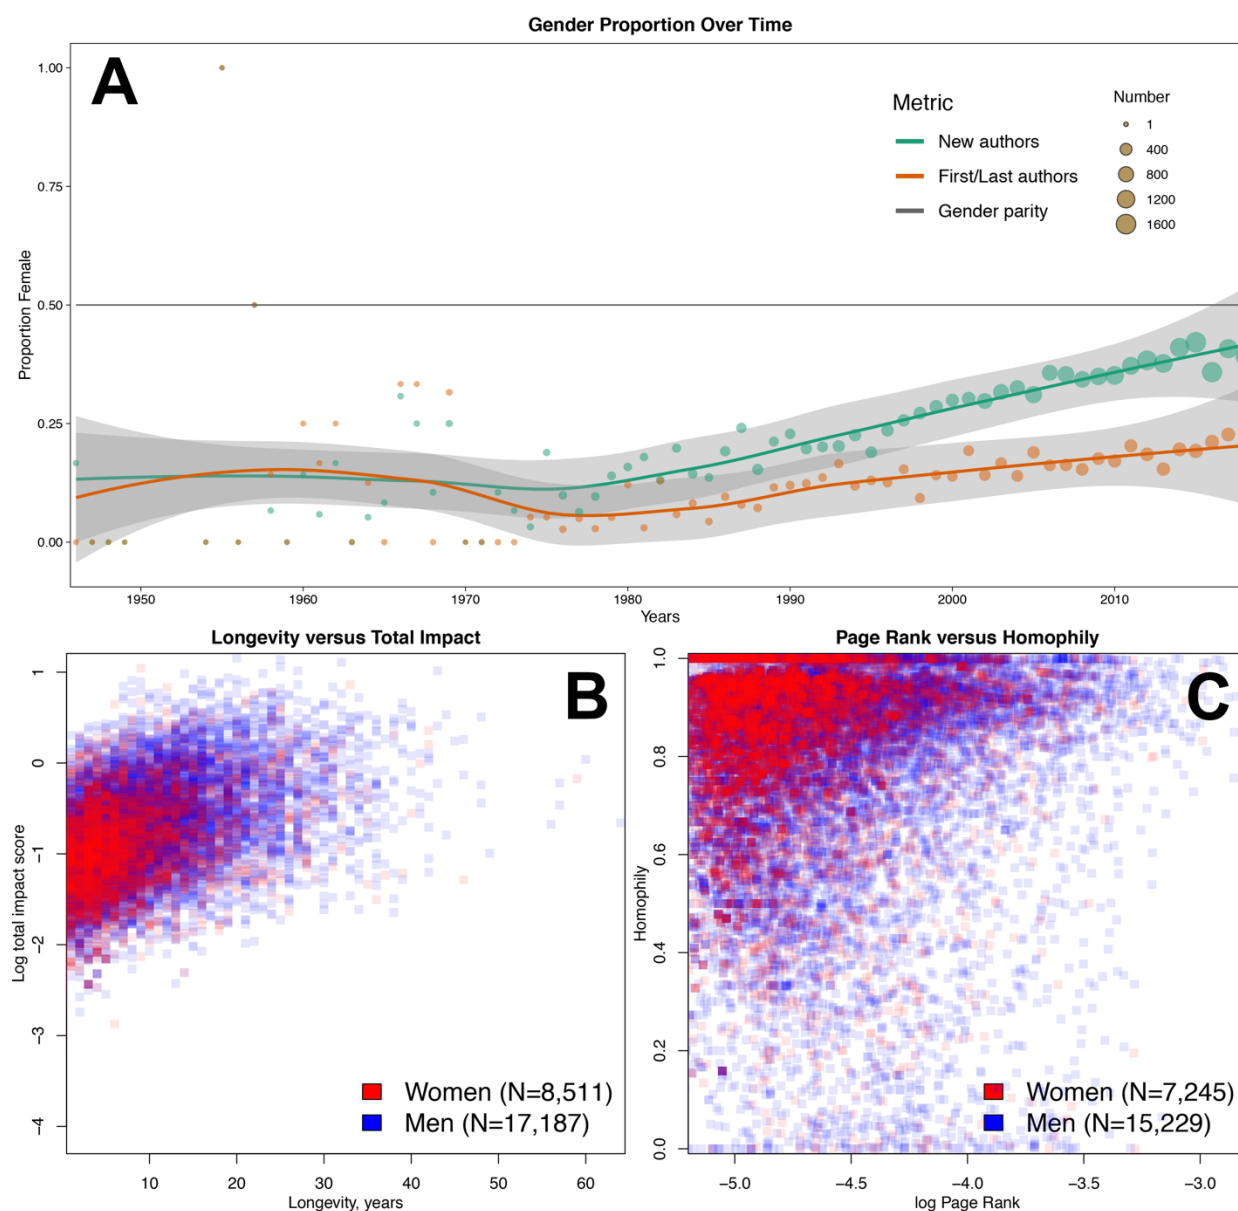 Gender Proportion Over Time
A
1.00
0.75
0.50
0.25
0.00
Proportion Female
Metric
New authors
First/Last authors
Gender parity
Number
1
400
800
1200
1600
1950 1960 1970 1980 1990 2000 2010
Years
Longevity versus Total Impact
B
1
0
−1
−2
−3
−4
Log total impact score
Women (N=8,511)
Men (N=17,187)
10 20 30 40 50 60
Longevity, years
Page Rank versus Homophily
C
1.0
0.8
0.6
0.4
0.2
0.0
Homophily
Women (N=7,245)
Men (N=15,229)
−5.0 −4.5 −4.0 −3.5 −3.0
log Page Rank